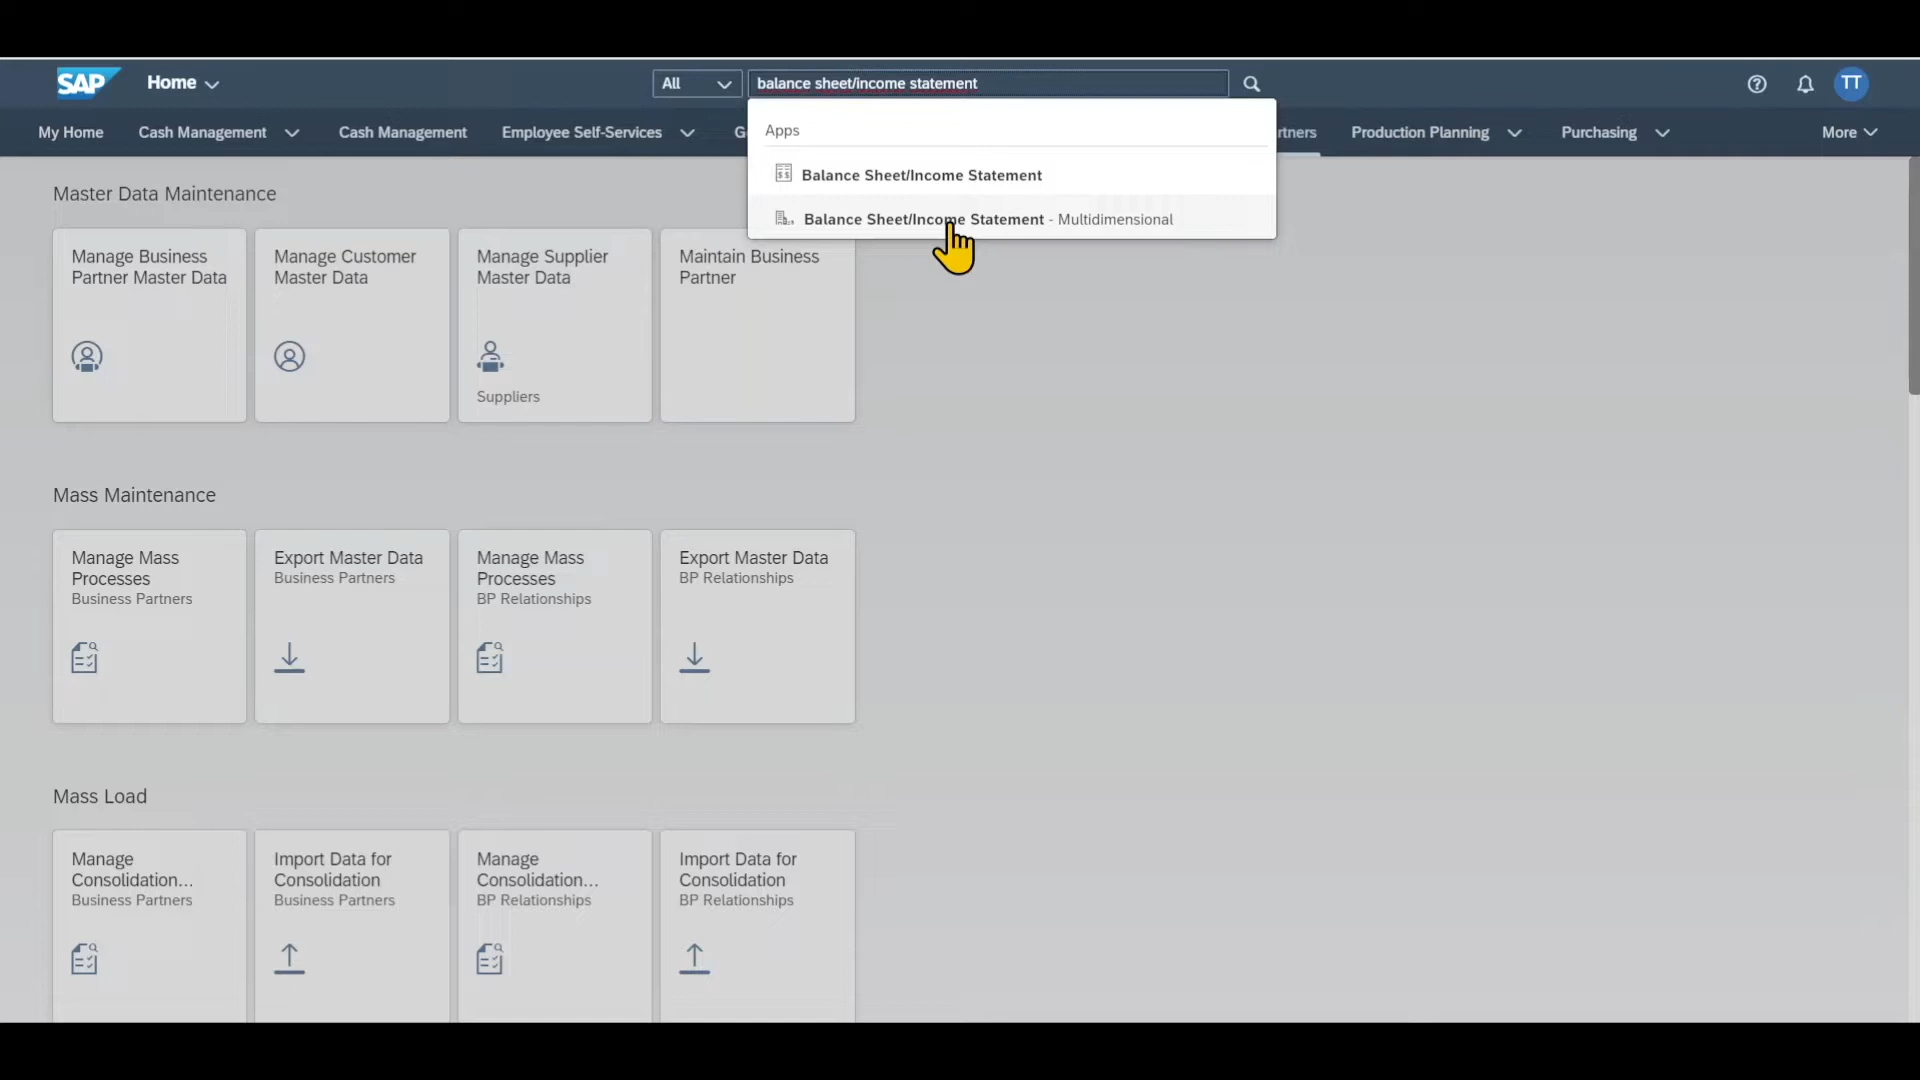 SAP Home All balance sheet/income statement TT
My Home Cash Management Cash Management Employee Self-Services Production Planning Purchasing More
Apps
Balance Sheet/Income Statement
Balance Sheet/Income Statement - Multidimensional
Master Data Maintenance
Manage Business
Partner Master Data
Manage Customer
Master Data
Manage Supplier
Master Data
Suppliers
Maintain Business
Partner
Mass Maintenance
Manage Mass
Processes
Business Partners
Export Master Data
Business Partners
Manage Mass
Processes
BP Relationships
Export Master Data
BP Relationships
Mass Load
Manage
Consolidation...
Business Partners
Import Data for
Consolidation
Business Partners
Manage
Consolidation...
BP Relationships
Import Data for
Consolidation
BP Relationships